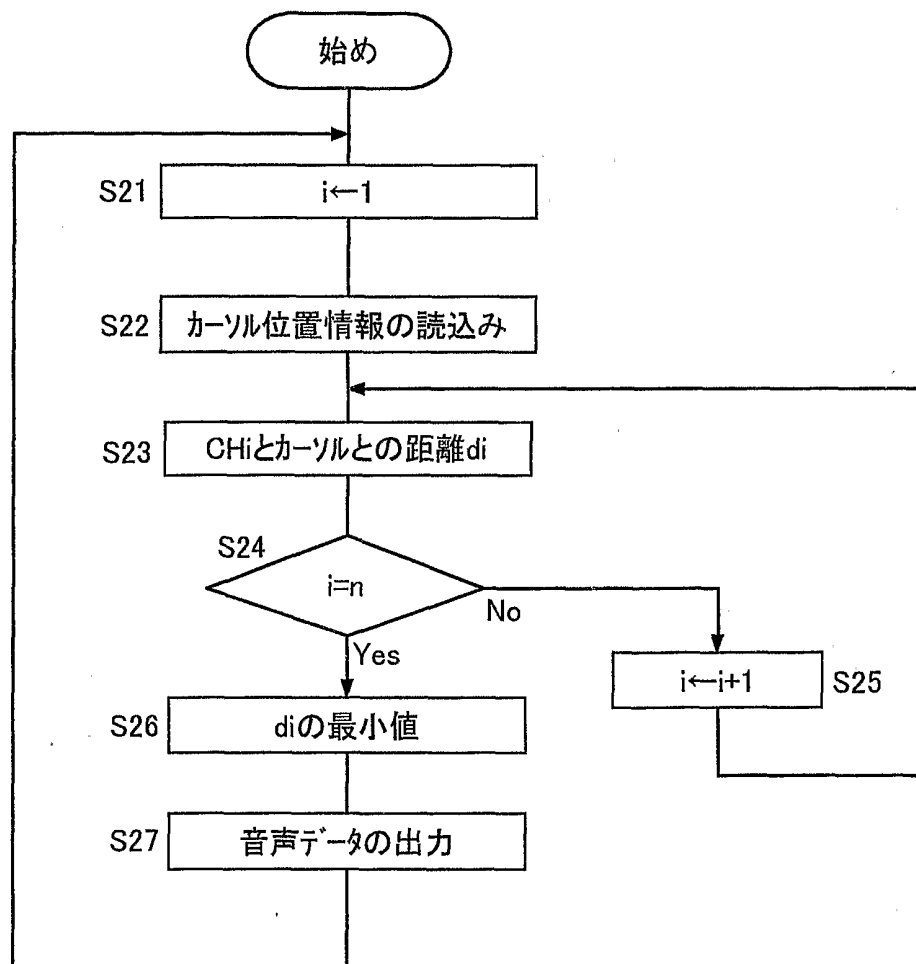 始め
S21
i←1
S22
カーソル位置情報の読込み
S23
CHiとカーソルとの距離di
S24
i=n
No
Yes
i←i+1
S25
S26
diの最小値
S27
音声データの出力